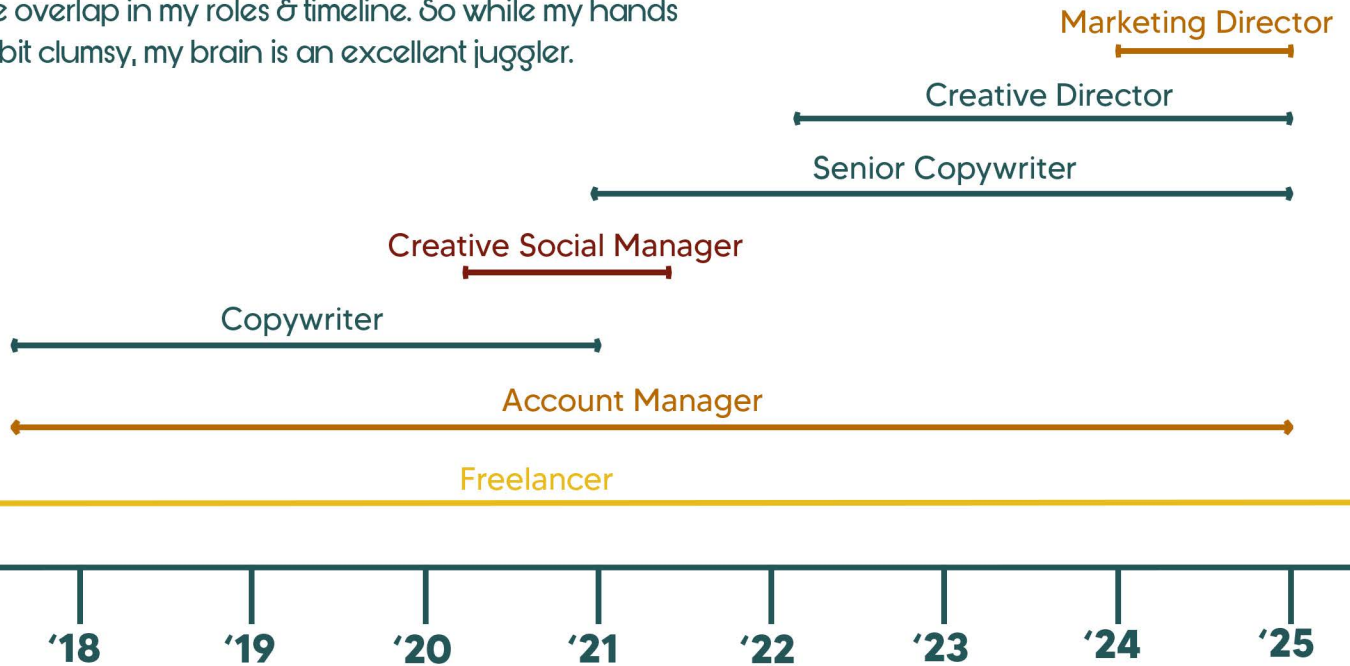 overlap in my roles & timeline. So while my hands
bit clumsy, my brain is an excellent juggler.
Marketing Director
Creative Director
Senior Copywriter
Creative Social Manager
Copywriter
Account Manager
Freelancer
‘18 ‘19 ‘20 ‘21 ‘22 ‘23 ‘24 ‘25